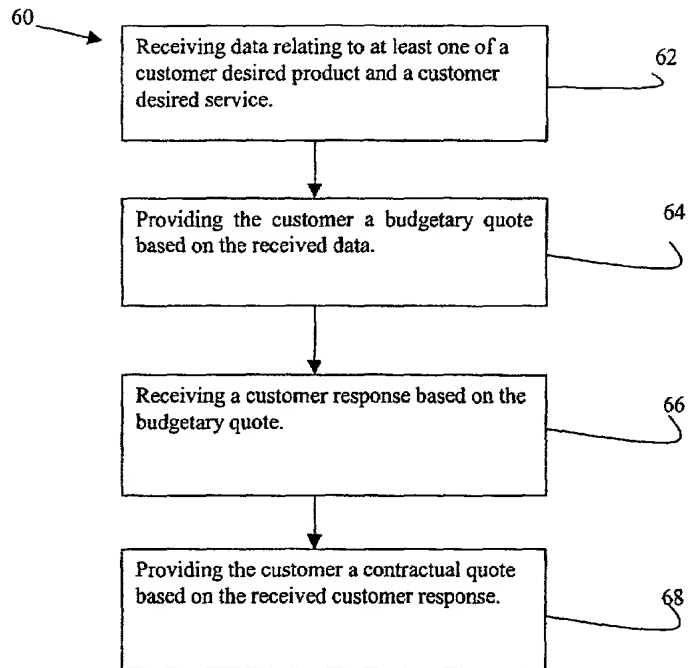 60
Receiving data relating to at least one of a
customer desired product and a customer
desired service.
62
Providing the customer a budgetary quote
based on the received data.
64
Receiving a customer response based on the
budgetary quote.
66
Providing the customer a contractual quote
based on the received customer response.
68